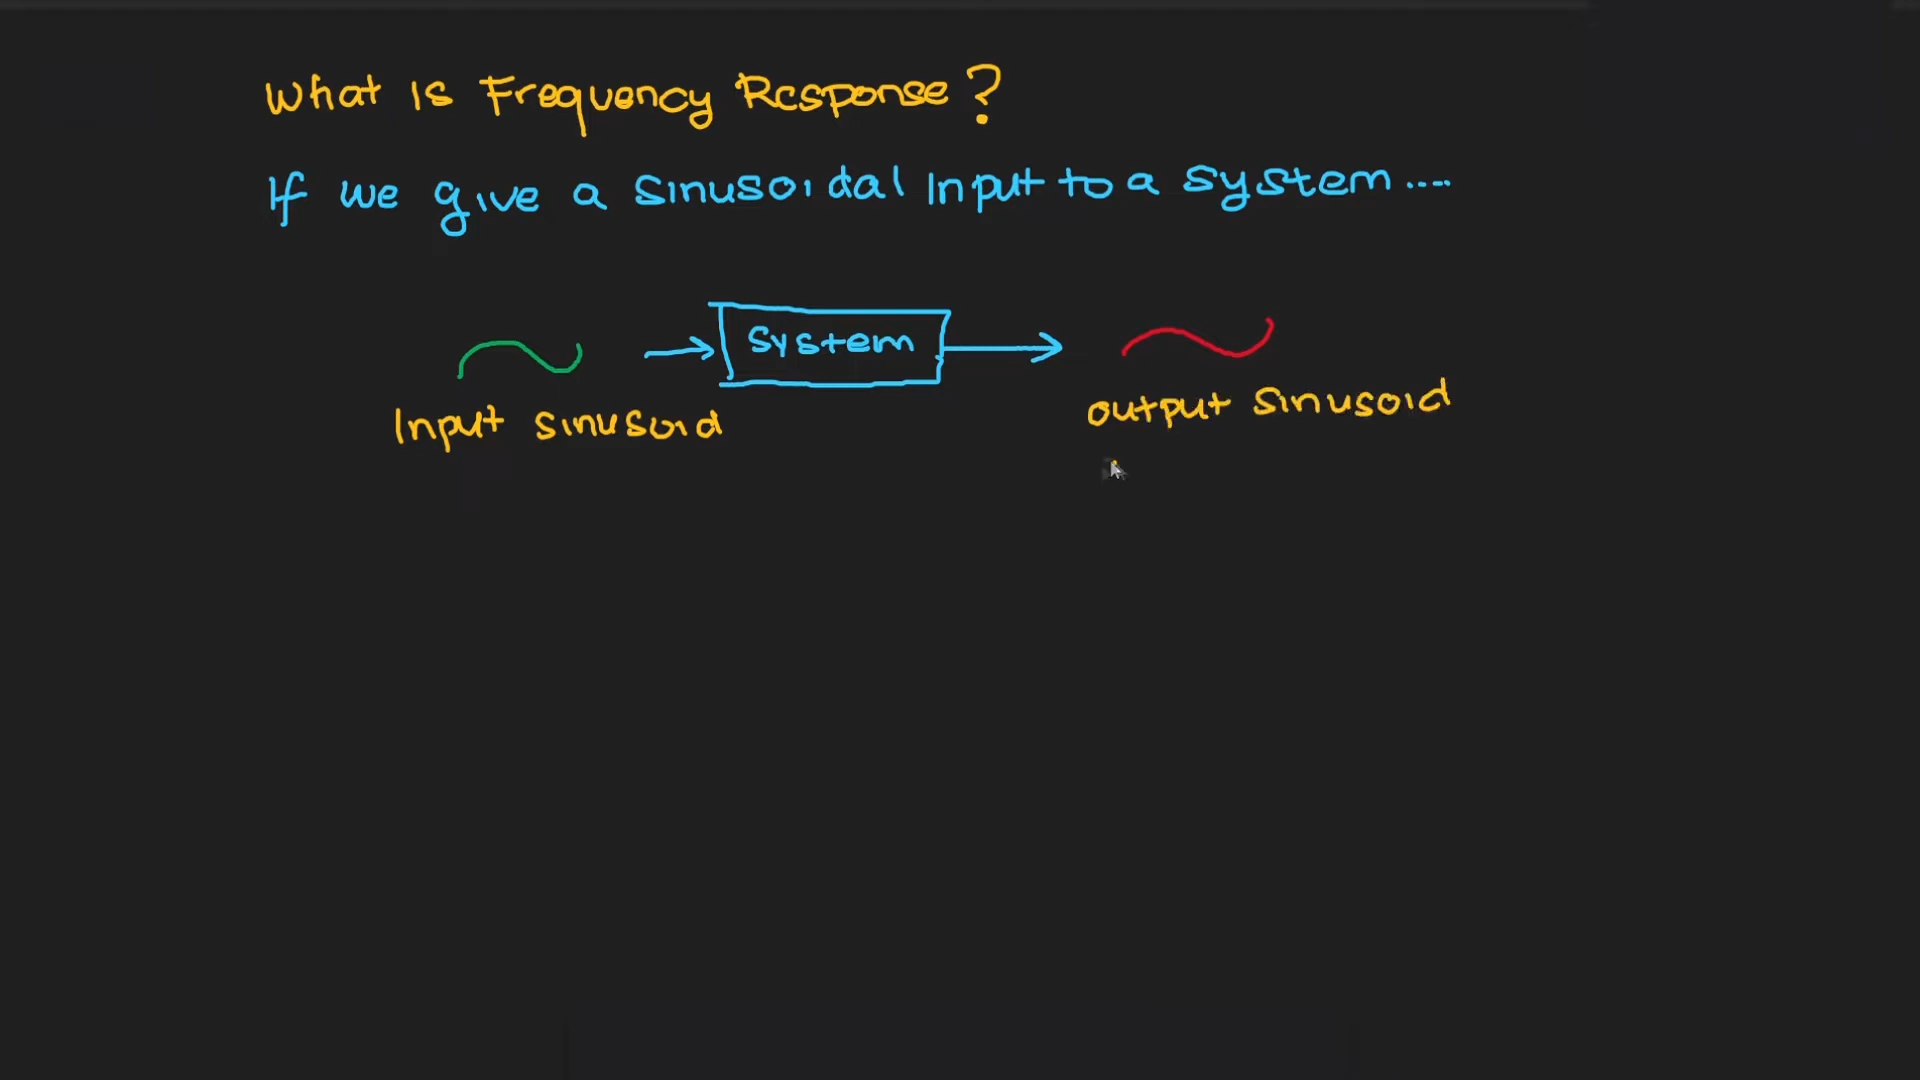 What is Frequency Response?
If we give a sinusoidal input to a system....
System
Input sinusoid
output sinusoid